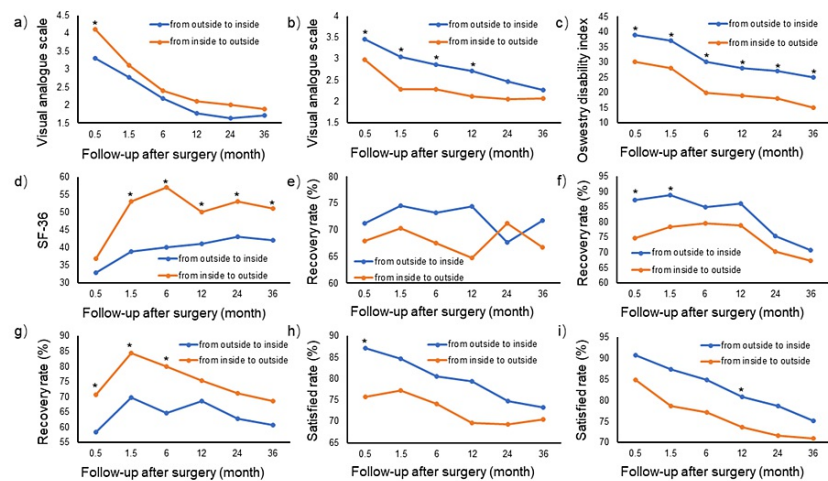 a)
Visual analogue scale
4.5
4
3.5
3
2.5
2
1.5
★
from outside to inside
from inside to outside
0.5 1.5 6 12 24 36
Follow-up after surgery (month)
b)
Visual analogue scale
4
3.5
3
2.5
2
1.5
★ ★ ★ ★
from outside to inside
from inside to outside
0.5 1.5 6 12 24 36
Follow-up after surgery (month)
c)
Oswestry disability index
45
40
35
30
25
20
15
10
★ ★ ★ ★ ★ ★
from outside to inside
from inside to outside
0.5 1.5 6 12 24 36
Follow-up after surgery (month)
d)
SF-36
60
55
50
45
40
35
30
★ ★ ★ ★ ★
from outside to inside
from inside to outside
0.5 1.5 6 12 24 36
Follow-up after surgery (month)
e)
Recovery rate (%)
80
75
70
65
60
from outside to inside
from inside to outside
0.5 1.5 6 12 24 36
Follow-up after surgery (month)
f)
Recovery rate (%)
95
90
85
80
75
70
65
60
★ ★
from outside to inside
from inside to outside
0.5 1.5 6 12 24 36
Follow-up after surgery (month)
g)
Recovery rate (%)
90
85
80
75
70
65
60
55
★ ★ ★
from outside to inside
from inside to outside
0.5 1.5 6 12 24 36
Follow-up after surgery (month)
h)
Satisfied rate (%)
90
85
80
75
70
65
★
from outside to inside
from inside to outside
0.5 1.5 6 12 24 36
Follow-up after surgery (month)
i)
Satisfied rate (%)
95
90
85
80
75
70
★
from outside to inside
from inside to outside
0.5 1.5 6 12 24 36
Follow-up after surgery (month)